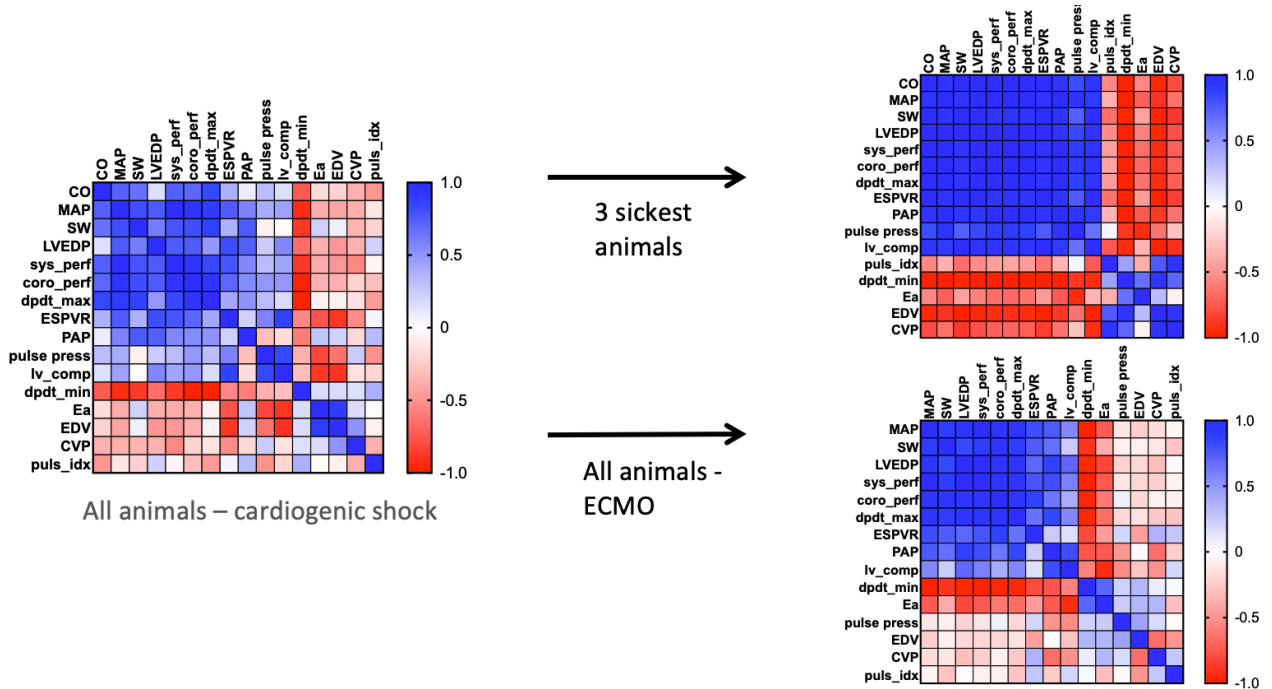 CO MAP SW LVEDP sys_perf coro_perf dpdt_max ESPVR PAP pulse press lv_comp dpdt_min Ea EDV CVP puls_idx
CO
MAP
SW
LVEDP
sys_perf
coro_perf
dpdt_max
ESPVR
PAP
pulse press
lv_comp
dpdt_min
Ea
EDV
CVP
puls_idx
1.0
0.5
0
-0.5
-1.0
All animals – cardiogenic shock
3 sickest
animals
All animals -
ECMO
CO MAP SW LVEDP sys_perf coro_perf dpdt_max ESPVR PAP pulse press lv_comp puls_idx dpdt_min Ea EDV CVP
CO
MAP
SW
LVEDP
sys_perf
coro_perf
dpdt_max
ESPVR
PAP
pulse press
lv_comp
puls_idx
dpdt_min
Ea
EDV
CVP
1.0
0.5
0
-0.5
-1.0
MAP SW LVEDP sys_perf coro_perf dpdt_max ESPVR PAP lv_comp dpdt_min Ea pulse press EDV CVP puls_idx
MAP
SW
LVEDP
sys_perf
coro_perf
dpdt_max
ESPVR
PAP
lv_comp
dpdt_min
Ea
pulse press
EDV
CVP
puls_idx
1.0
0.5
0
-0.5
-1.0